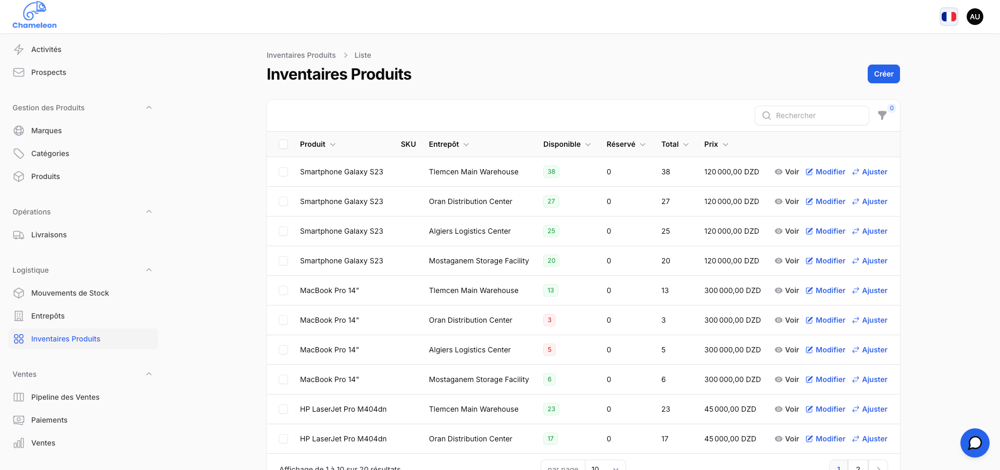 Chameleon
AU
Activités
Prospects
Gestion des Produits
Marques
Catégories
Produits
Opérations
Livraisons
Logistique
Mouvements de Stock
Entrepôts
Inventaires Produits
Ventes
Pipeline des Ventes
Paiements
Ventes
Inventaires Produits > Liste
Inventaires Produits
Créer
Rechercher
0
Produit SKU Entrepôt Disponible Réservé Total Prix
Smartphone Galaxy S23 Tlemcen Main Warehouse 38 0 38 120 000,00 DZD Voir Modifier Ajuster
Smartphone Galaxy S23 Oran Distribution Center 27 0 27 120 000,00 DZD Voir Modifier Ajuster
Smartphone Galaxy S23 Algiers Logistics Center 25 0 25 120 000,00 DZD Voir Modifier Ajuster
Smartphone Galaxy S23 Mostaganem Storage Facility 20 0 20 120 000,00 DZD Voir Modifier Ajuster
MacBook Pro 14" Tlemcen Main Warehouse 13 0 13 300 000,00 DZD Voir Modifier Ajuster
MacBook Pro 14" Oran Distribution Center 3 0 3 300 000,00 DZD Voir Modifier Ajuster
MacBook Pro 14" Algiers Logistics Center 5 0 5 300 000,00 DZD Voir Modifier Ajuster
MacBook Pro 14" Mostaganem Storage Facility 6 0 6 300 000,00 DZD Voir Modifier Ajuster
HP LaserJet Pro M404dn Tlemcen Main Warehouse 23 0 23 45 000,00 DZD Voir Modifier Ajuster
HP LaserJet Pro M404dn Oran Distribution Center 17 0 17 45 000,00 DZD Voir Modifier Ajuster
Affichage de 1 à 10 sur 20 résultats par page 10 1 2